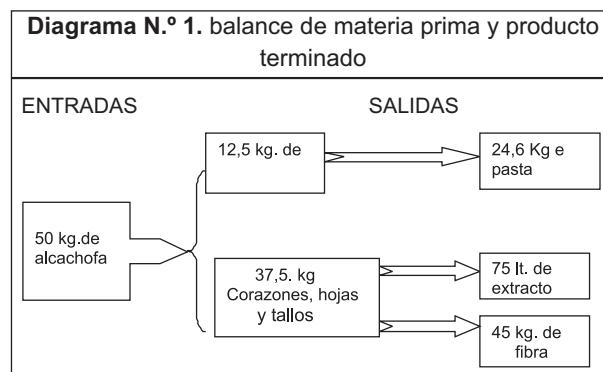 Diagrama N.º 1. balance de materia prima y producto
terminado
ENTRADAS
SALIDAS
12,5 kg. de
24,6 Kg e
pasta
50 kg.de
alcachofa
37,5. kg
Corazones, hojas
y tallos
75 lt. de
extracto
45 kg. de
fibra